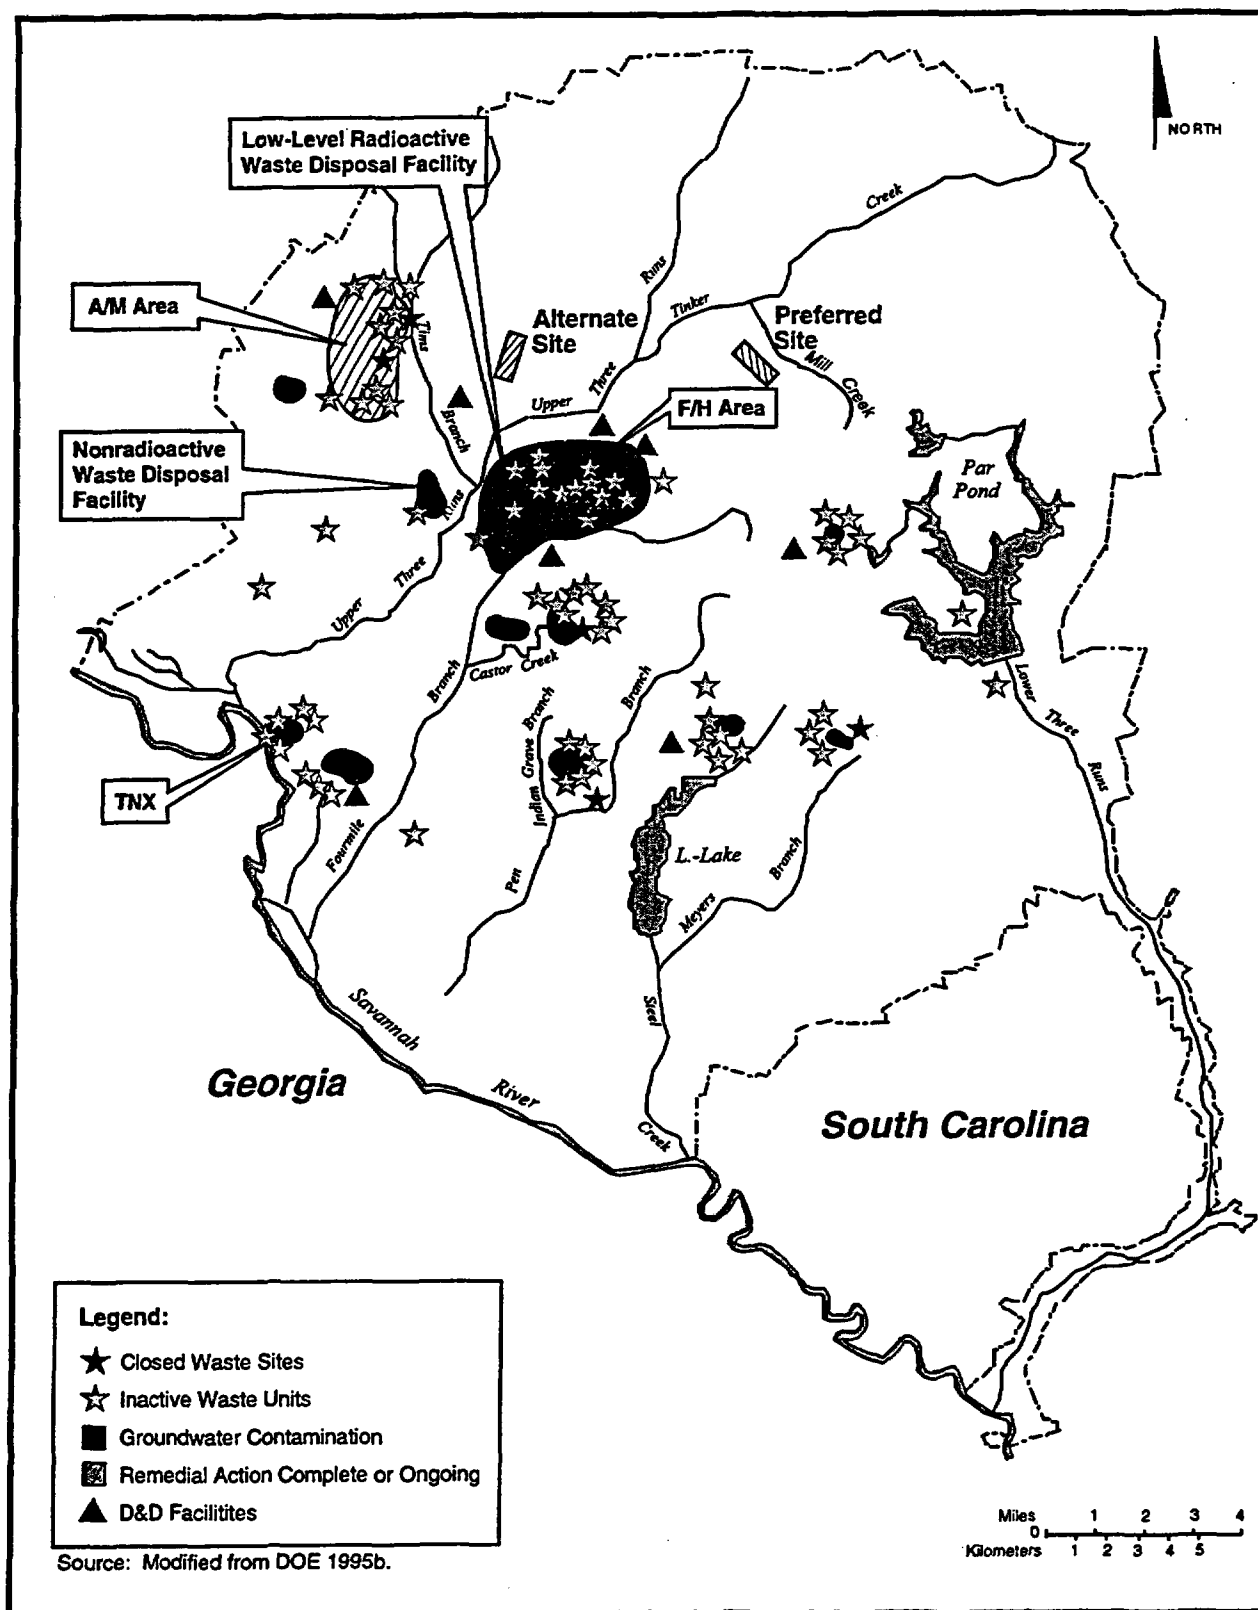 NORTH
Low-Level Radioactive
Waste Disposal Facility
Creek
A/M Area
Runs
Tinker
Tims
Alternate
Site
Preferred
Site
Mill
Creek
Three
Upper
F/H Area
Branch
Nonradioactive
Waste Disposal
Facility
Runs
Par
Pond
Three
Upper
Castor Creek
Branch
Branch
Indian Grave Branch
Lower
Three
Runs
TNX
Fourmile
Pen
L.-Lake
Branch
Meyers
Steel
Creek
Savannah
River
Georgia
South Carolina
Legend:
Closed Waste Sites
Inactive Waste Units
Groundwater Contamination
Remedial Action Complete or Ongoing
D&D Facilitites
Miles 1 2 3 4
0
Kilometers 1 2 3 4 5
Source: Modified from DOE 1995b.